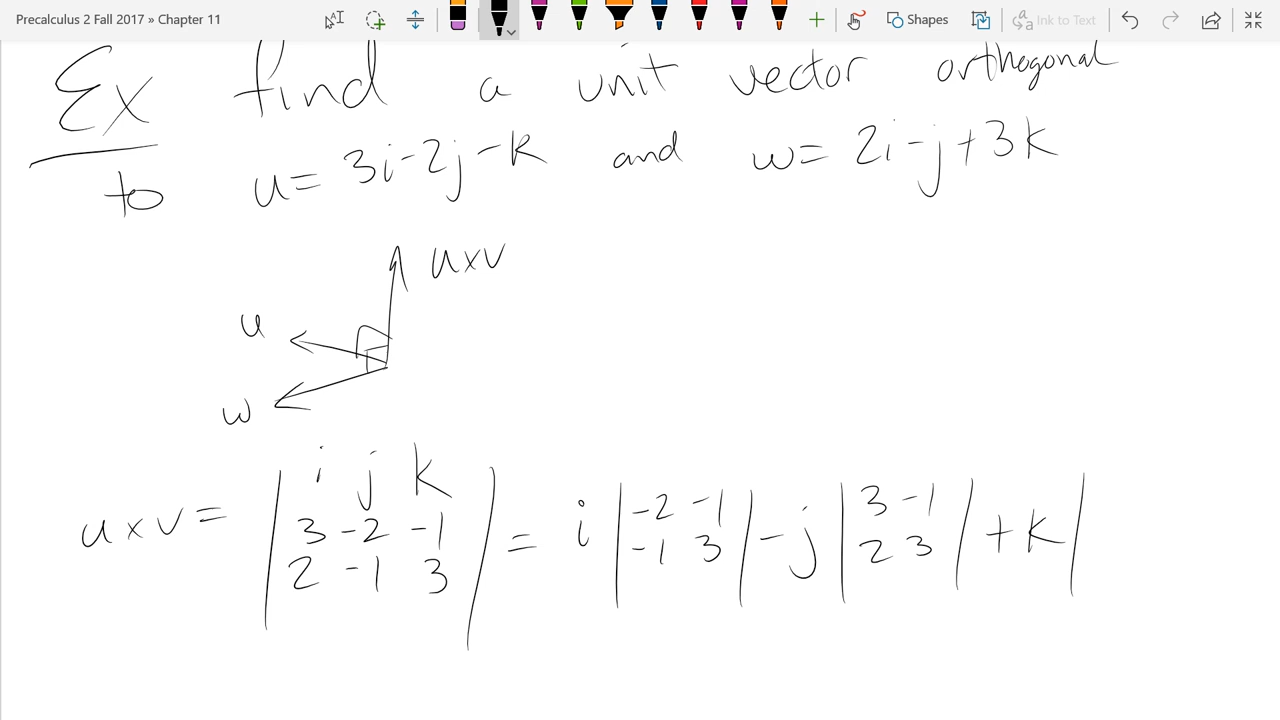 Precalculus 2 Fall 2017 » Chapter 11
Shapes
Ink to Text
Ex find a unit vector orthogonal
to u= 3i-2j-k and w= 2i-j+3k
u×v
u
w
i j k
u×v= | 3 -2 -1 | = i | -2 -1 | - j | 3 -1 | + k |
2 -1 3 -1 3 2 3